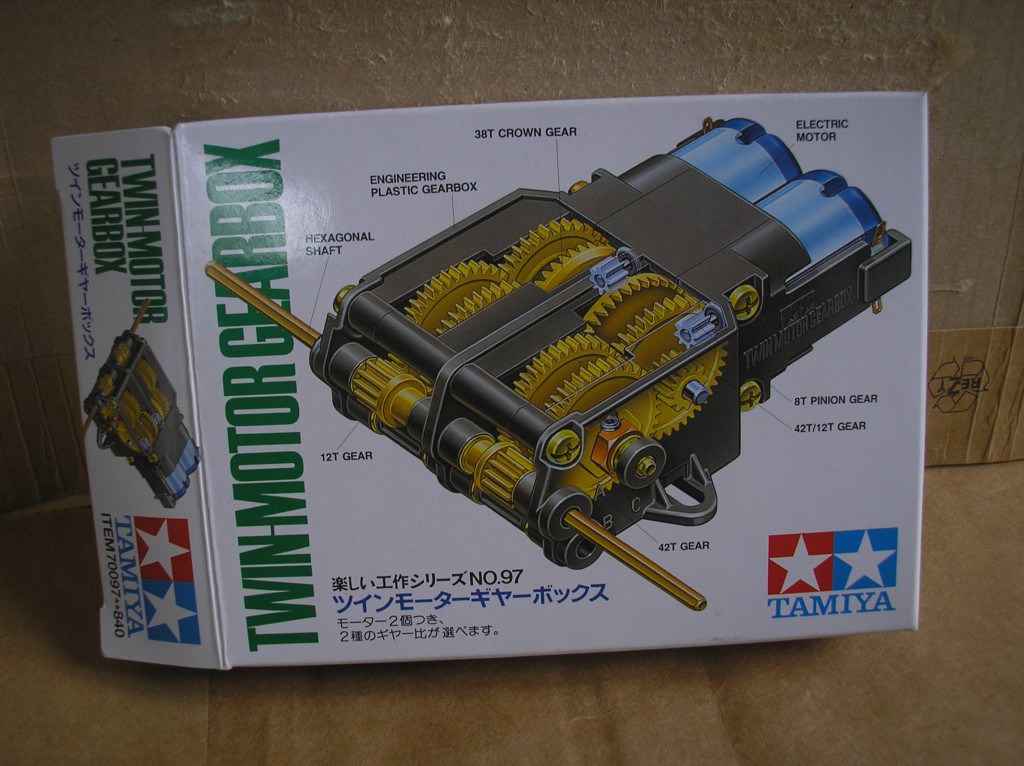 TWIN-MOTOR
GEARBOX
ツインモーターギヤーボックス
TAMIYA
ITEM 70097**840
TWIN-MOTOR GEARBOX
38T CROWN GEAR
ELECTRIC
MOTOR
ENGINEERING
PLASTIC GEARBOX
HEXAGONAL
SHAFT
TWIN MOTOR GEARBOX
8T PINION GEAR
42T/12T GEAR
12T GEAR
A
B
C
42T GEAR
楽しい工作シリーズNO.97
ツインモーターギヤーボックス
モーター2個つき、
2種のギヤー比が選べます。
TAMIYA